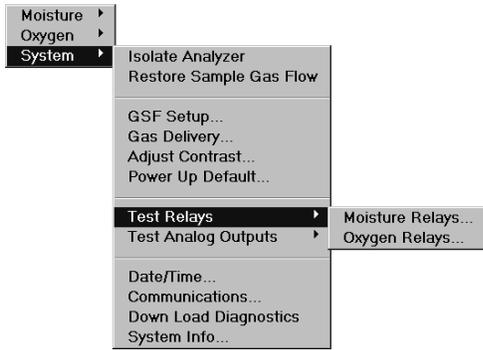 Moisture
Oxygen
System
Isolate Analyzer
Restore Sample Gas Flow
GSF Setup...
Gas Delivery...
Adjust Contrast...
Power Up Default...
Test Relays
Test Analog Outputs
Moisture Relays...
Oxygen Relays...
Date/Time...
Communications...
Down Load Diagnostics
System Info...